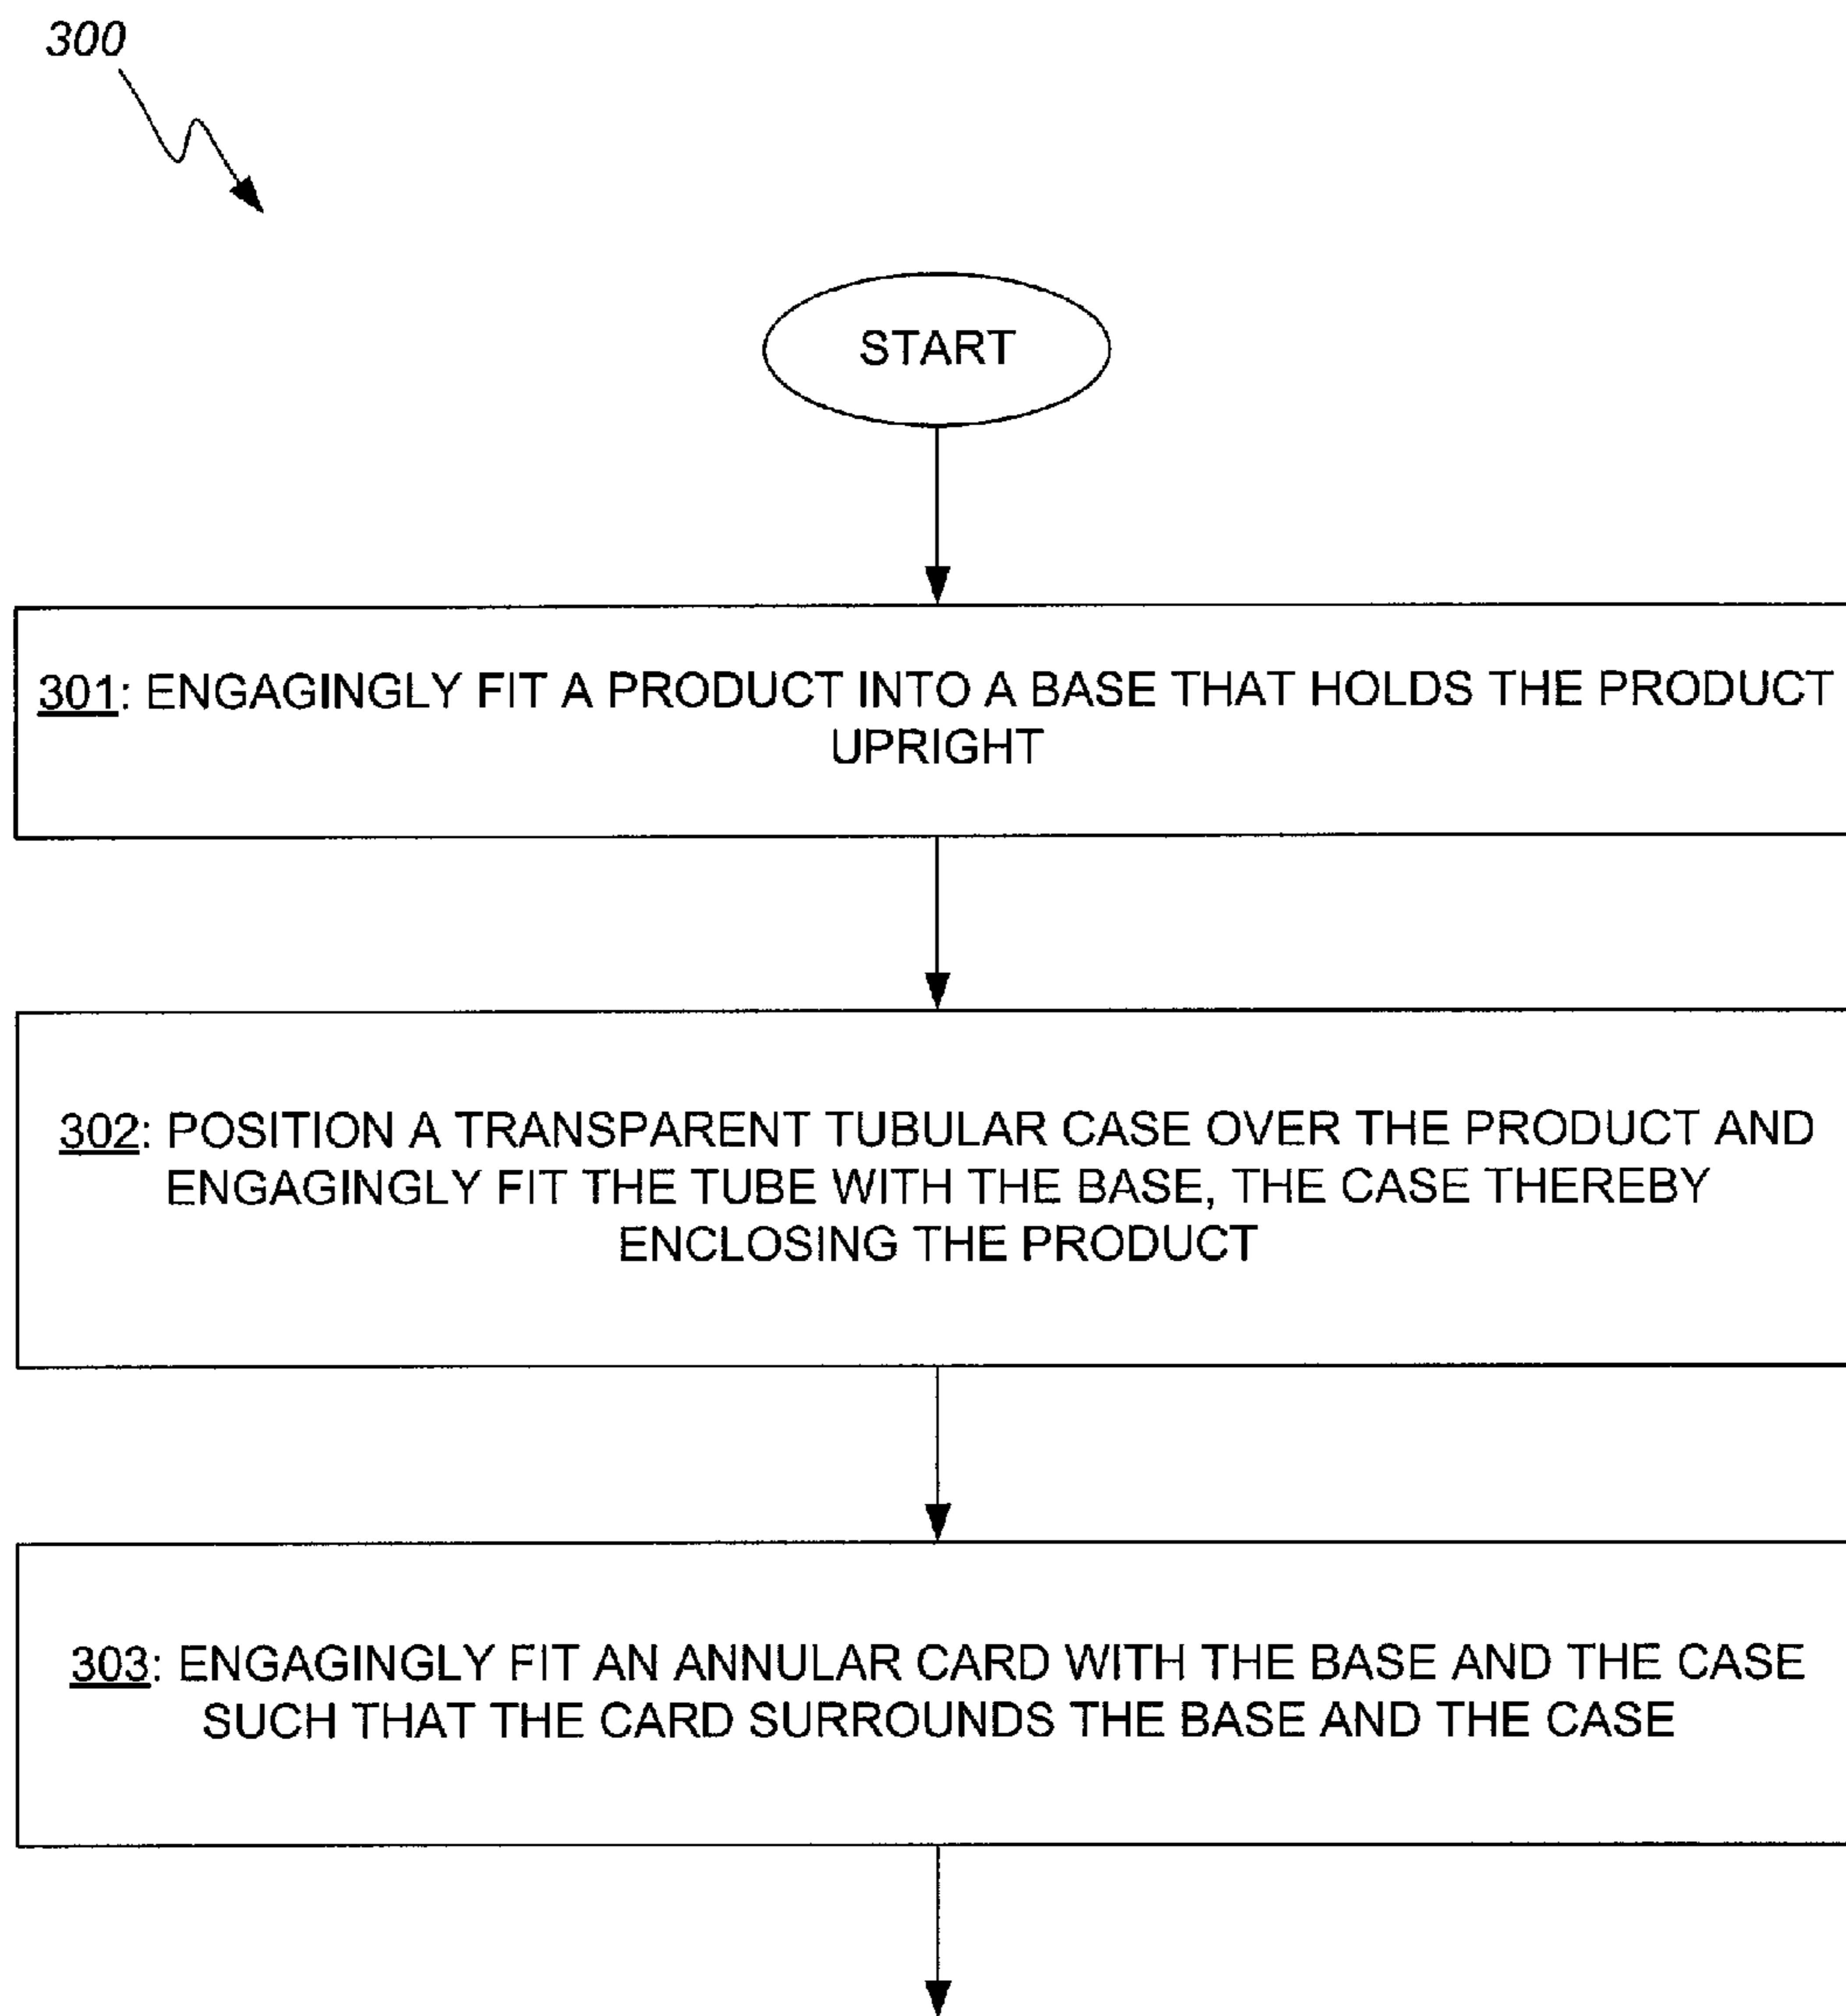 300
START
301: ENGAGINGLY FIT A PRODUCT INTO A BASE THAT HOLDS THE PRODUCT
UPRIGHT
302: POSITION A TRANSPARENT TUBULAR CASE OVER THE PRODUCT AND
ENGAGINGLY FIT THE TUBE WITH THE BASE, THE CASE THEREBY
ENCLOSING THE PRODUCT
303: ENGAGINGLY FIT AN ANNULAR CARD WITH THE BASE AND THE CASE
SUCH THAT THE CARD SURROUNDS THE BASE AND THE CASE